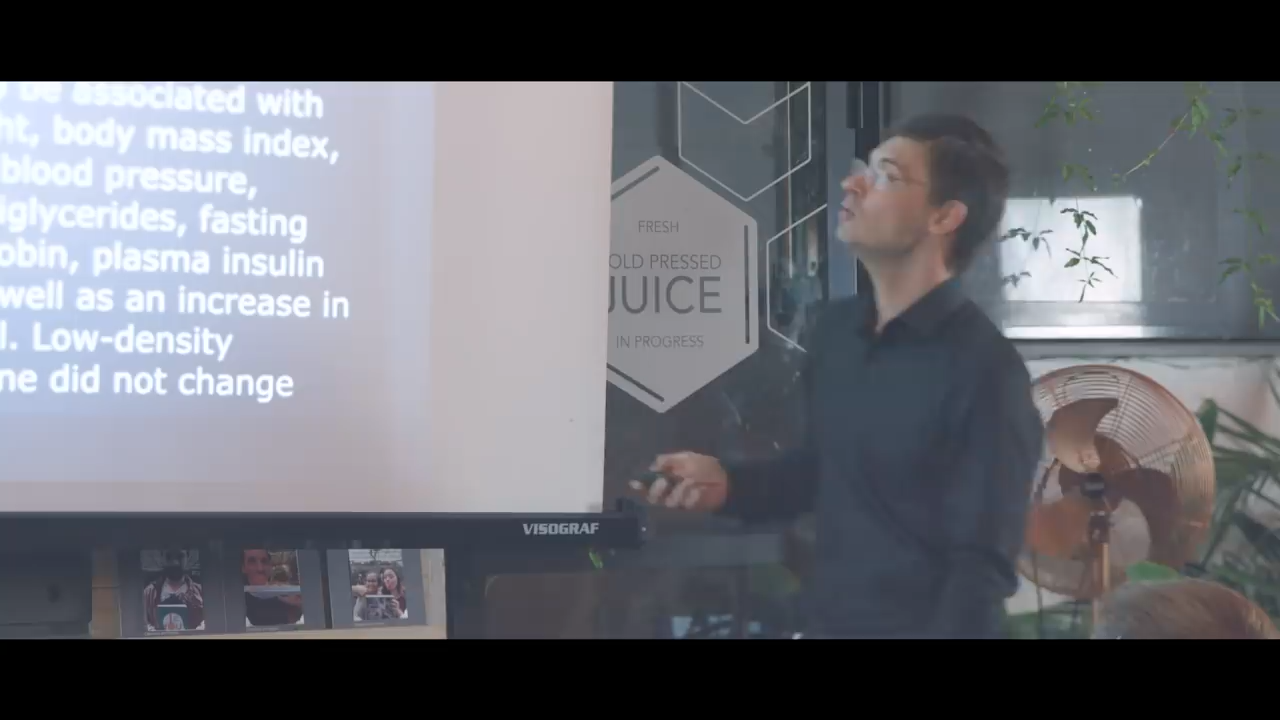 be associated with
ht, body mass index,
blood pressure,
iglycerides, fasting
obin, plasma insulin
well as an increase in
l. Low-density
ne did not change
FRESH
OLD PRESSED
JUICE
IN PROGRESS
VISOGRAF